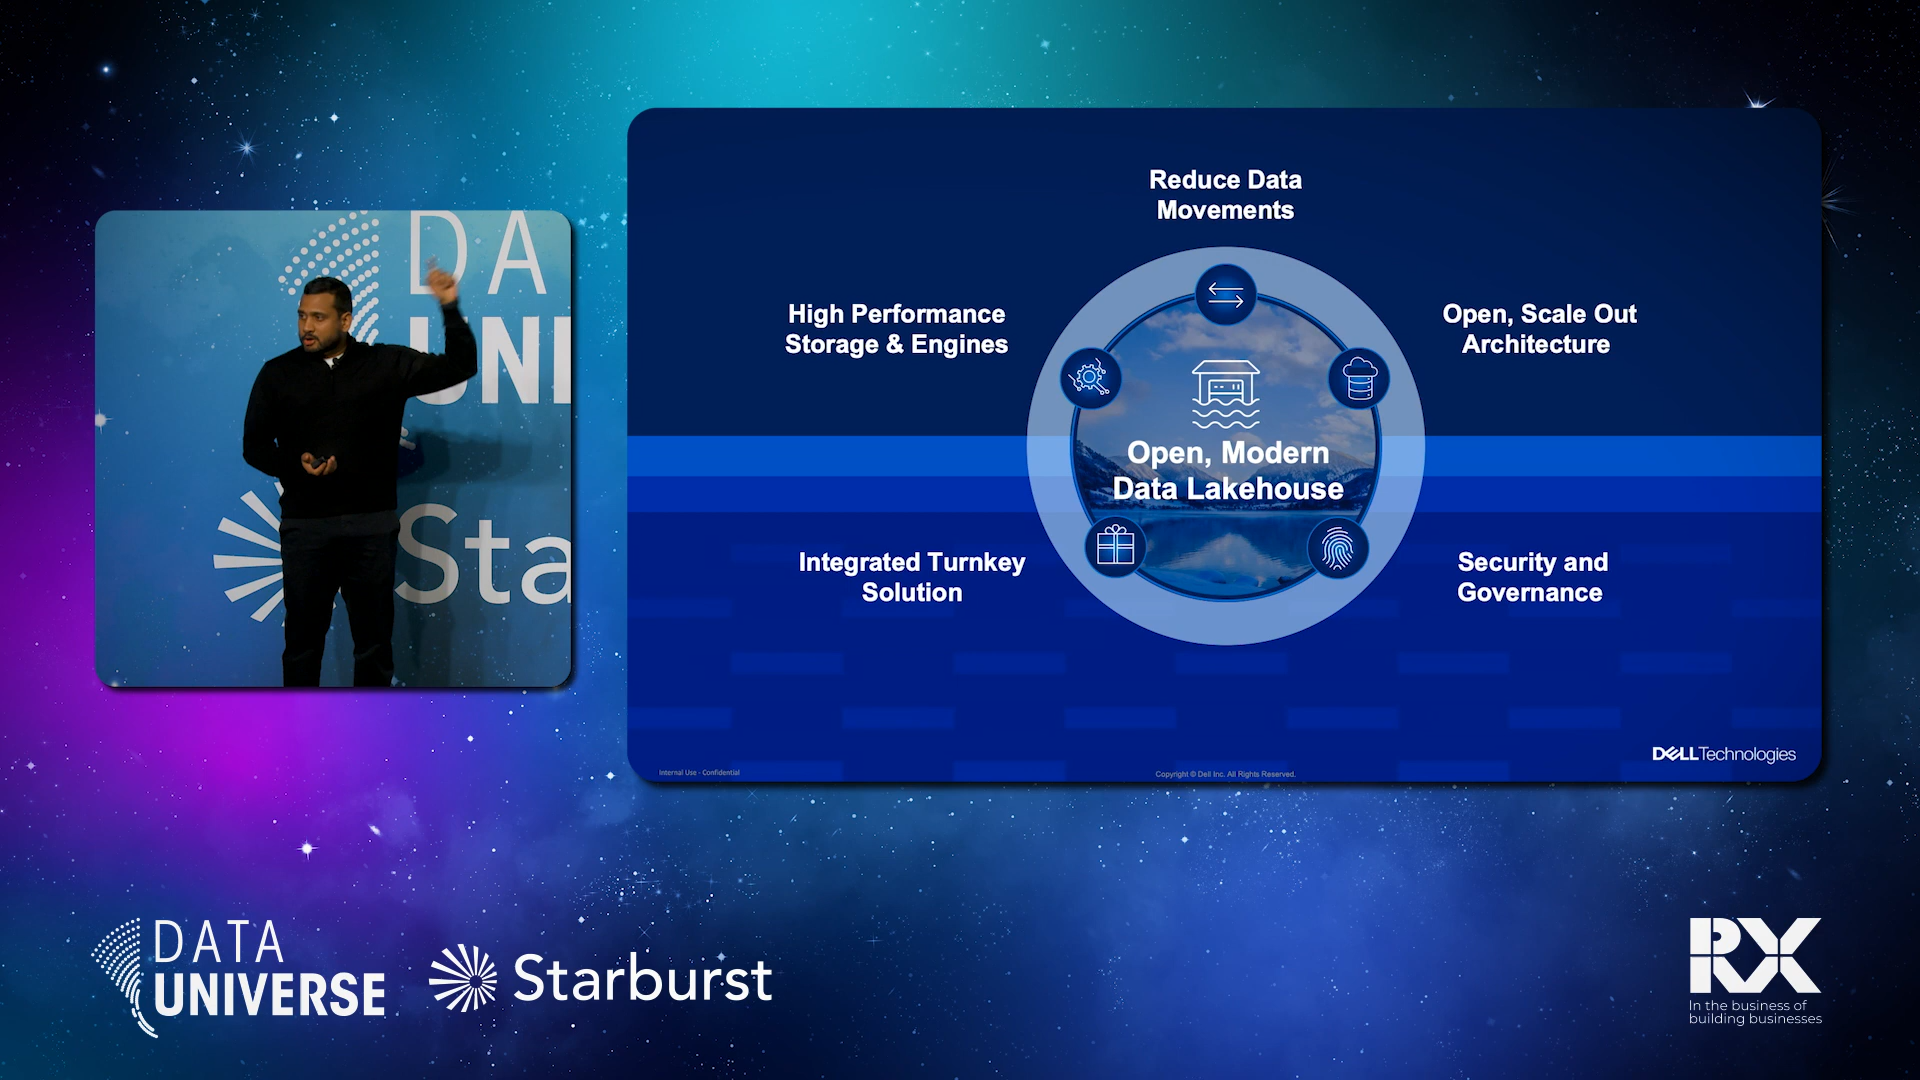 DA
UNI
Sta
Reduce Data
Movements
High Performance
Storage & Engines
Open, Scale Out
Architecture
Open, Modern
Data Lakehouse
Integrated Turnkey
Solution
Security and
Governance
Internal Use - Confidential
Copyright © Dell Inc. All Rights Reserved.
DELLTechnologies
DATA
UNIVERSE
Starburst
RX
In the business of
building businesses